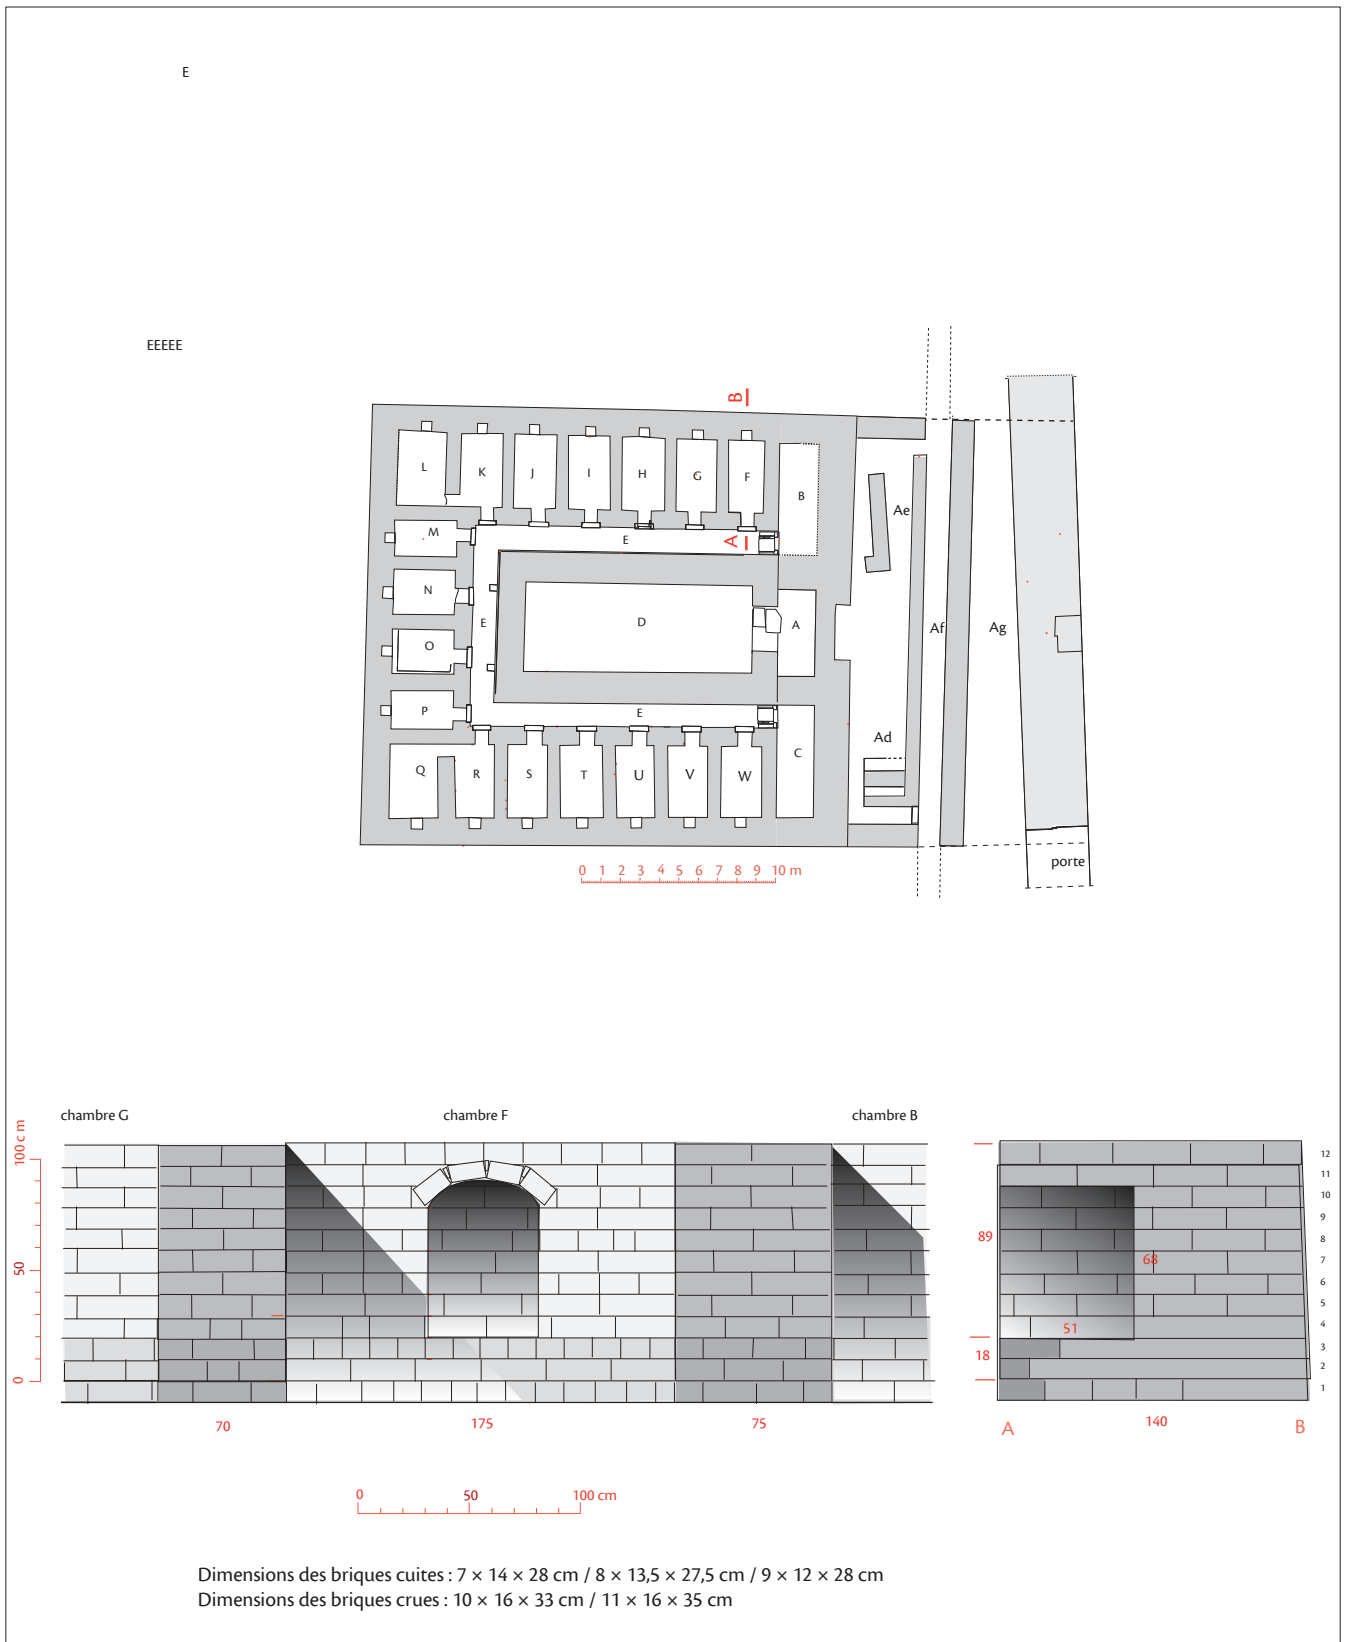 E
EEEEE
B
L K J I H G F B
Ae
M E A
N
E D A Af Ag
O
P E
Ad
C
Q R S T U V W
porte
0 1 2 3 4 5 6 7 8 9 10 m
chambre G chambre F chambre B
100 c m
50
0
12
11
10
9
8
7
6
5
4
3
2
1
89
68
51
18
70 175 75 140
A B
0 50 100 cm
Dimensions des briques cuites : 7 × 14 × 28 cm / 8 × 13,5 × 27,5 cm / 9 × 12 × 28 cm
Dimensions des briques crues : 10 × 16 × 33 cm / 11 × 16 × 35 cm